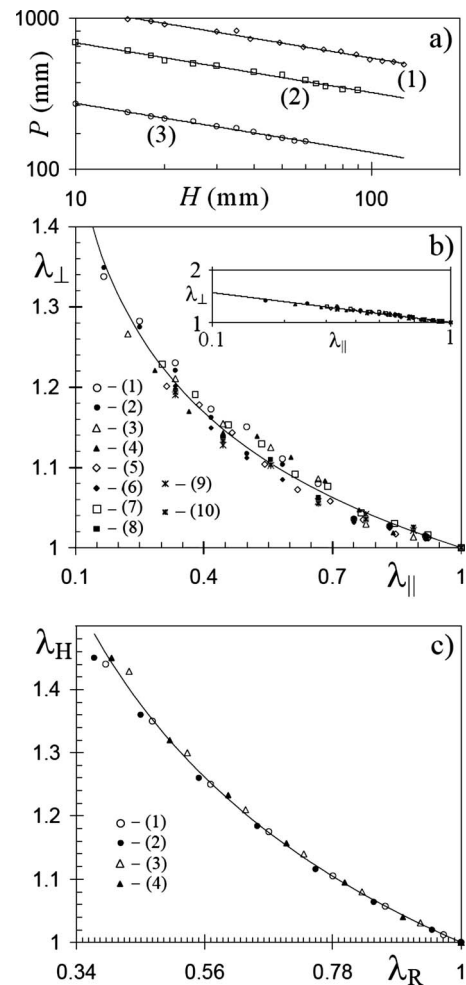 1000
a)
P (mm)
(1)
(2)
(3)
100
10
H (mm)
100
1.4
b)
λ⊥
2
λ⊥
1
0.1
λ∥
1
1.3
○ – (1)
● – (2)
△ – (3)
▲ – (4)
◇ – (5)
◆ – (6)
□ – (7)
■ – (8)
– (9)
– (10)
1.2
1.1
1
0.1
0.4
0.7
λ∥
1
λH
c)
1.4
1.3
○ – (1)
● – (2)
△ – (3)
▲ – (4)
1.2
1.1
1
0.34
0.56
0.78
λR
1